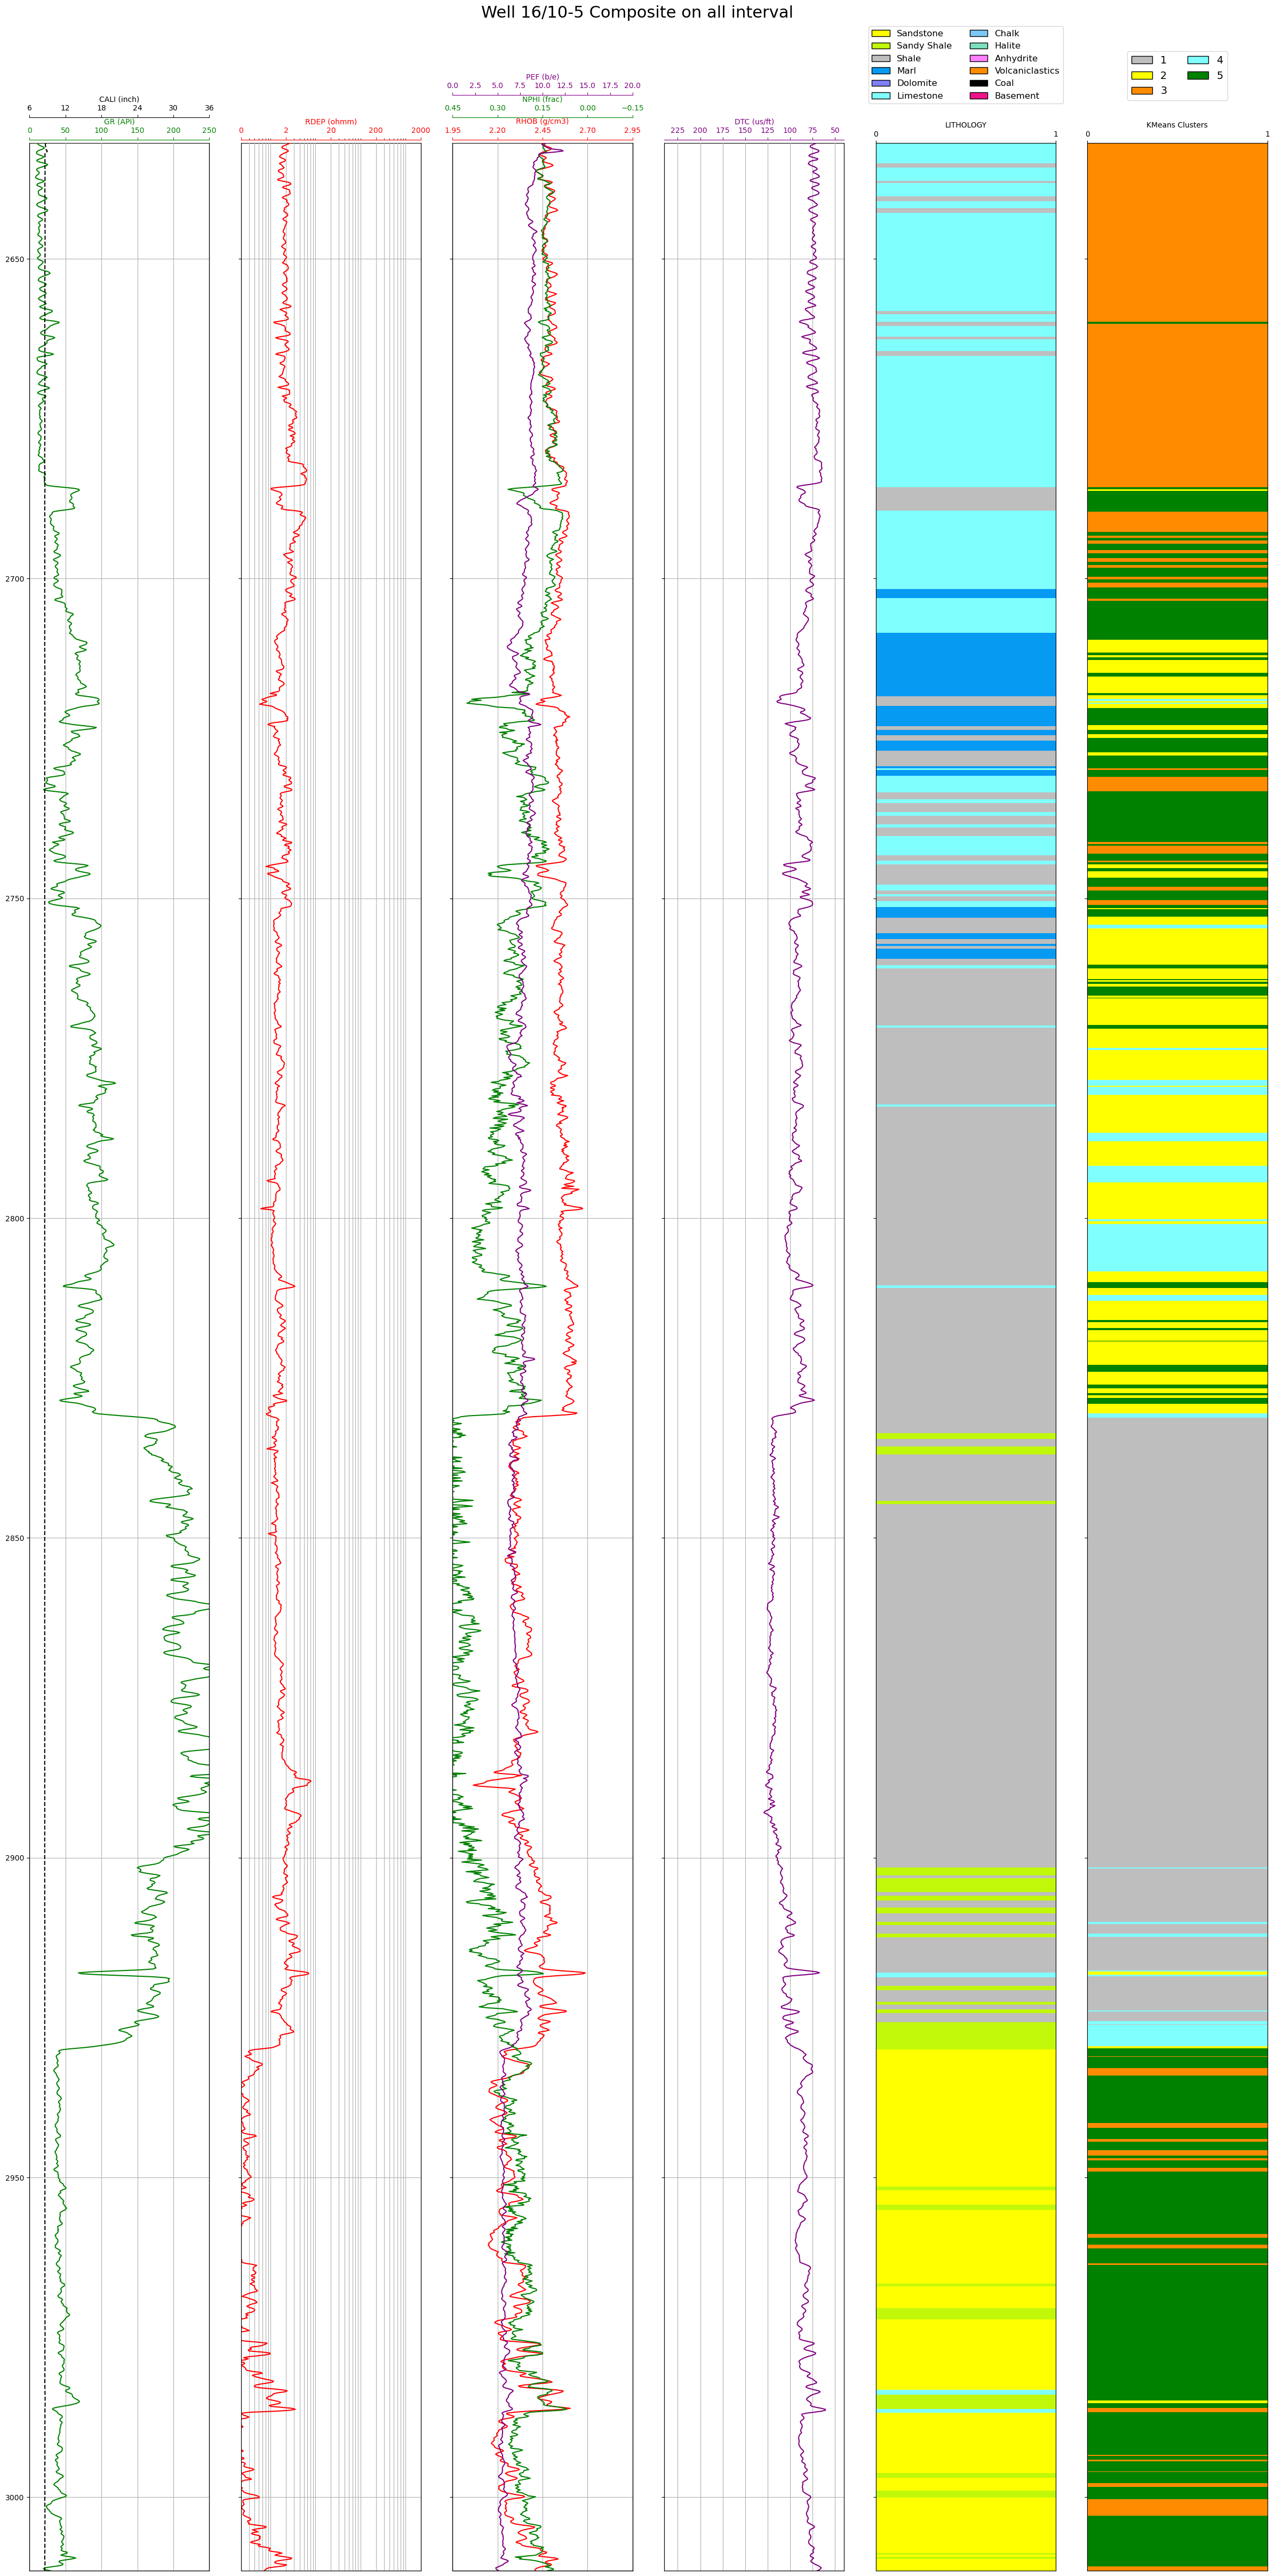 Well 16/10-5 Composite on all interval
Sandstone Chalk
Sandy Shale Halite
Shale Anhydrite
Marl Volcaniclastics
Dolomite Coal
Limestone Basement
1 4
2 5
3
PEF (b/e)
0.0 2.5 5.0 7.5 10.0 12.5 15.0 17.5 20.0
CALI (inch) NPHI (frac)
6 12 18 24 30 36 0.45 0.30 0.15 0.00 −0.15
GR (API) RDEP (ohmm) RHOB (g/cm3) DTC (us/ft) LITHOLOGY KMeans Clusters
0 50 100 150 200 250 0 2 20 200 2000 1.95 2.20 2.45 2.70 2.95 225 200 175 150 125 100 75 50 0 1 0 1
2650
2700
2750
2800
2850
2900
2950
3000